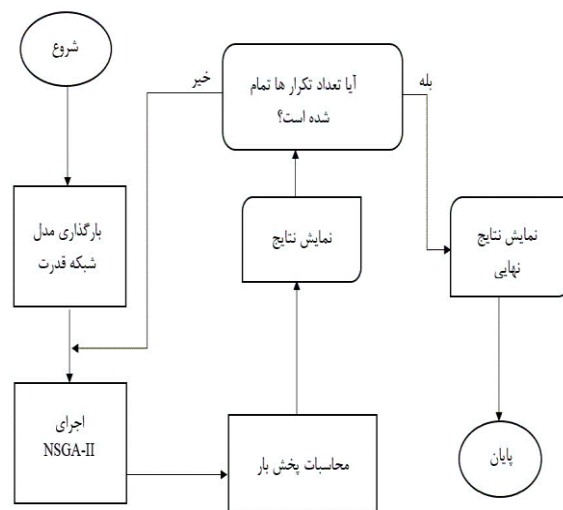 شروع
بارگذاری مدل
شبکه قدرت
اجرای
NSGA-II
محاسبات پخش بار
نمایش نتایج
آیا تعداد تکرار ها تمام
شده است؟
خیر
بله
نمایش نتایج
نهایی
پایان